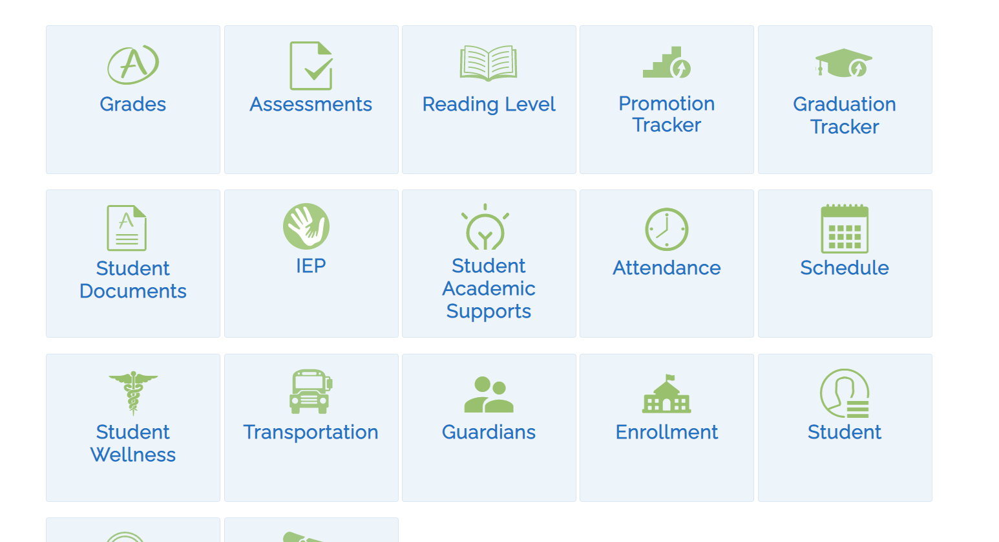 Grades
Assessments
Reading Level
Promotion
Tracker
Graduation
Tracker
Student
Documents
IEP
Student
Academic
Supports
Attendance
Schedule
Student
Wellness
Transportation
Guardians
Enrollment
Student